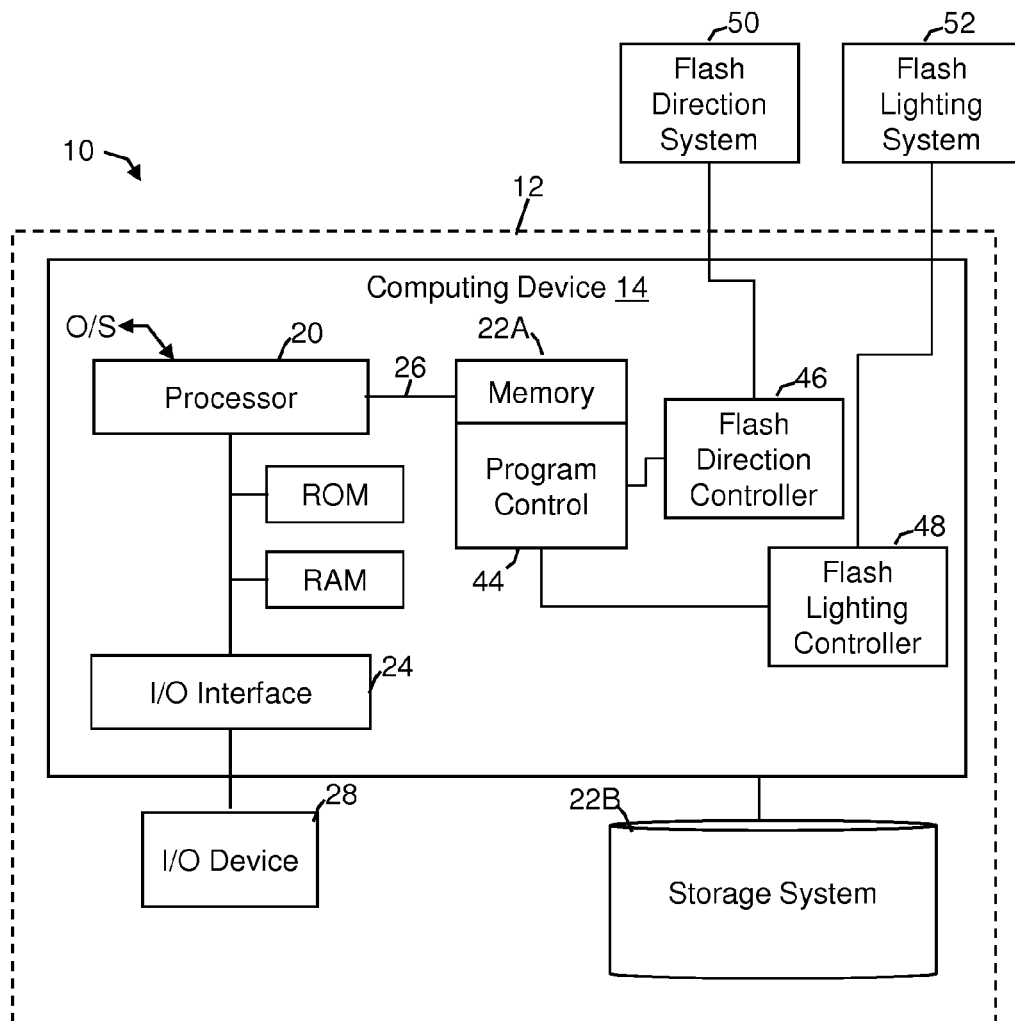 50
52
Flash
Direction
System
Flash
Lighting
System
10
12
Computing Device 14
O/S
20
22A
Processor
26
Memory
46
Flash
Direction
Controller
Program
Control
ROM
48
RAM
44
Flash
Lighting
Controller
I/O Interface
24
28
22B
I/O Device
Storage System